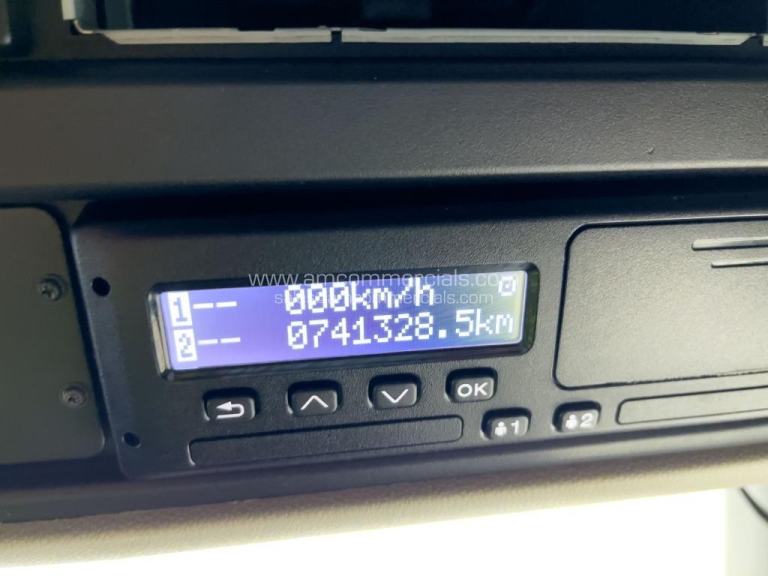 www.amcommercials.com
1-- 000km/h 0
2-- 0741328.5km
OK
1
2